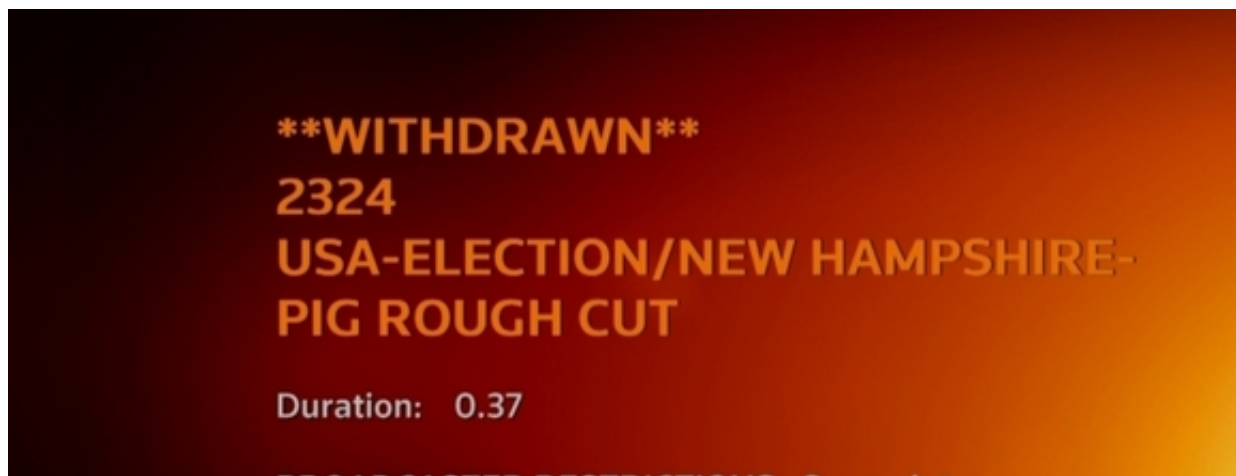 **WITHDRAWN**
2324
USA-ELECTION/NEW HAMPSHIRE-
PIG ROUGH CUT
Duration: 0.37